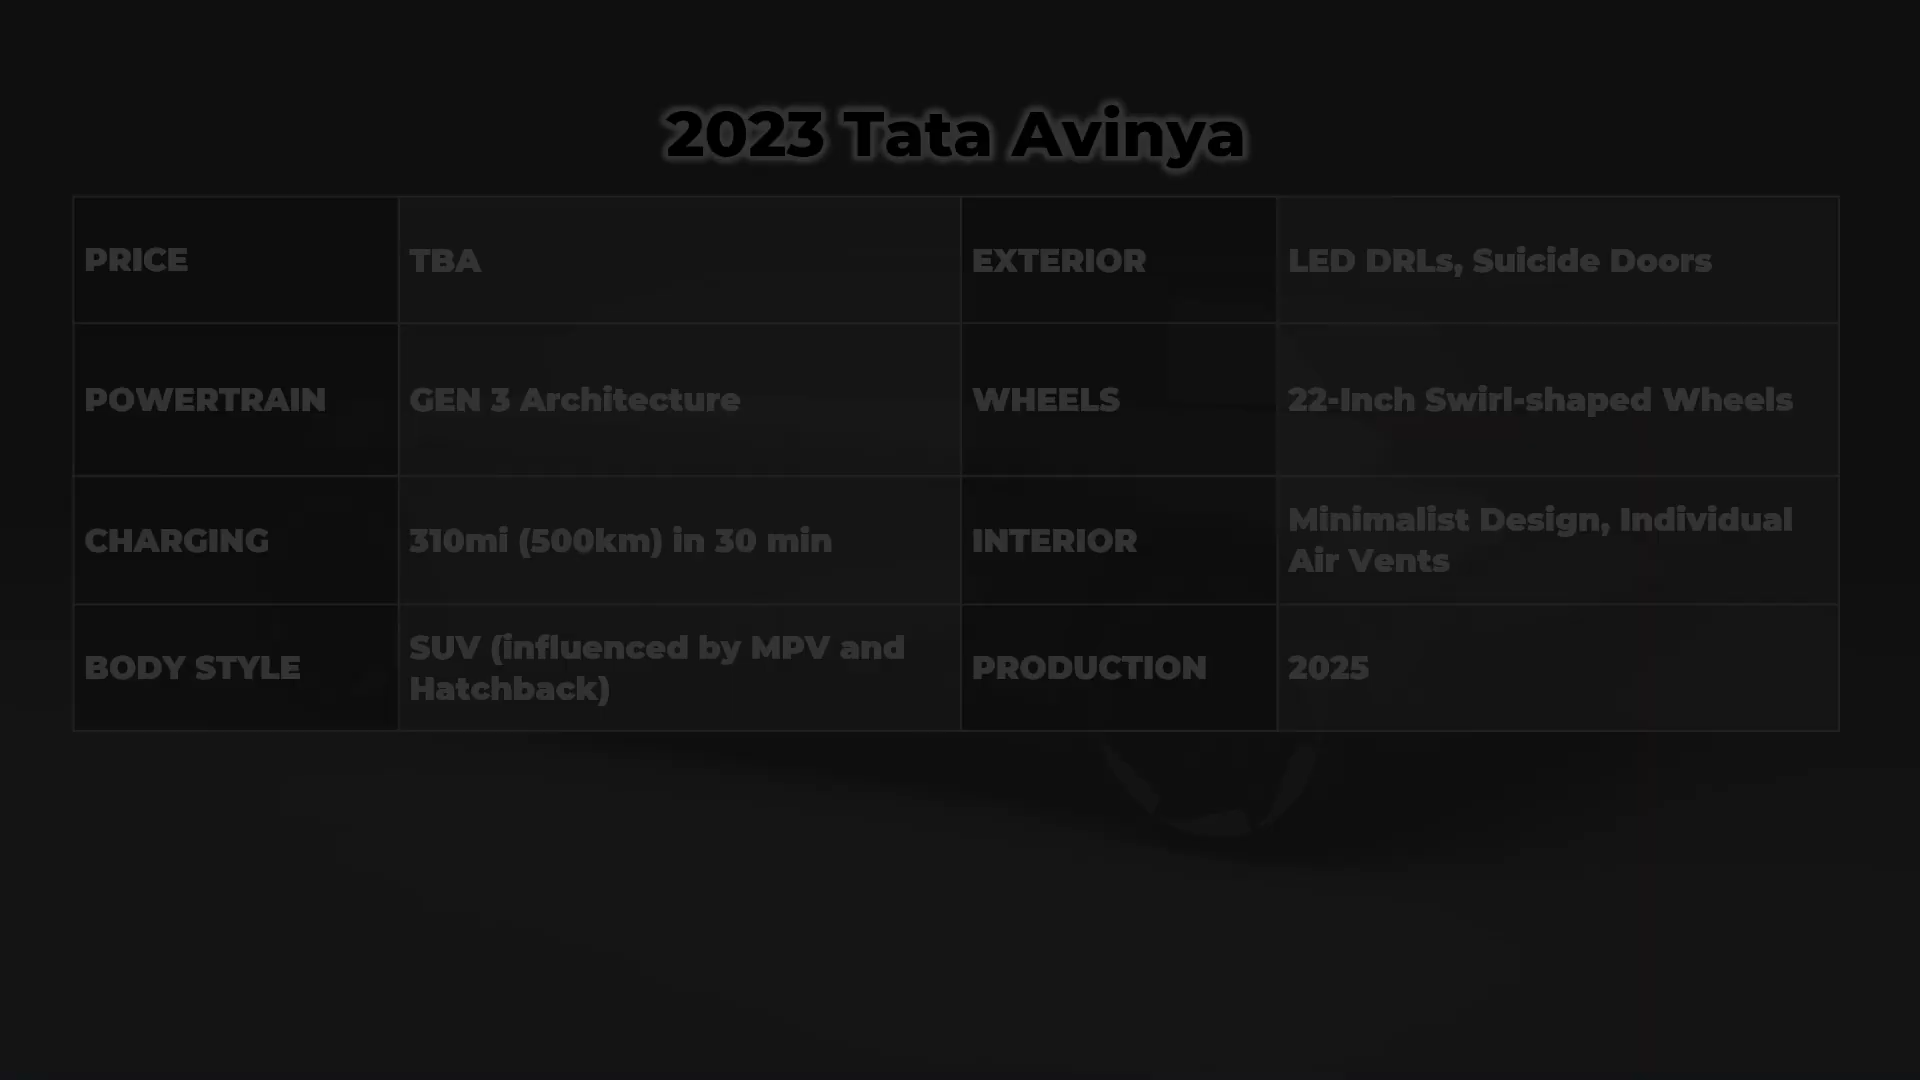 2023 Tata Avinya
PRICE
TBA
EXTERIOR
LED DRLs, Suicide Doors
POWERTRAIN
GEN 3 Architecture
WHEELS
22-Inch Swirl-shaped Wheels
CHARGING
310mi (500km) in 30 min
INTERIOR
Minimalist Design, Individual
Air Vents
BODY STYLE
SUV (influenced by MPV and
Hatchback)
PRODUCTION
2025